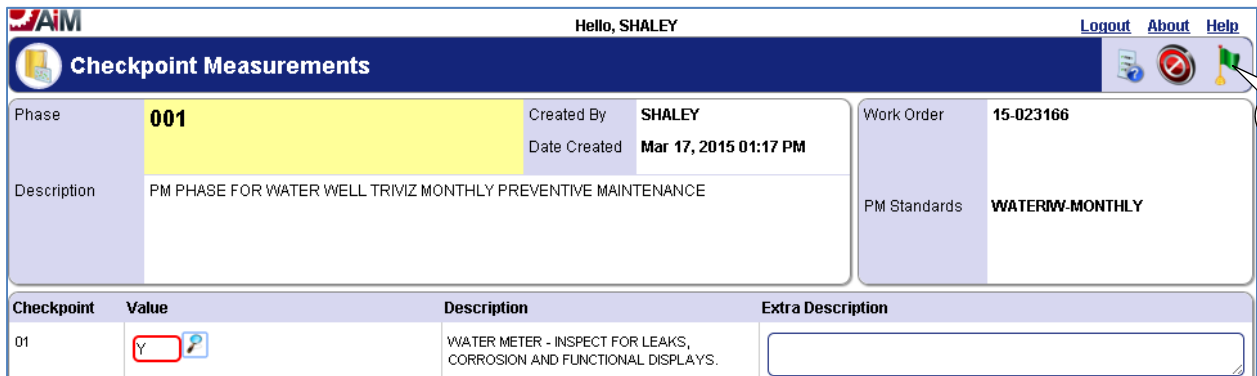 AiM
Hello, SHALEY
Logout About Help
Checkpoint Measurements
Phase 001
Created By SHALEY
Date Created Mar 17, 2015 01:17 PM
Work Order 15-023166
Description PM PHASE FOR WATER WELL TRIVIZ MONTHLY PREVENTIVE MAINTENANCE
PM Standards WATERIW-MONTHLY
Checkpoint Value Description Extra Description
01 Y WATER METER - INSPECT FOR LEAKS,
CORROSION AND FUNCTIONAL DISPLAYS.